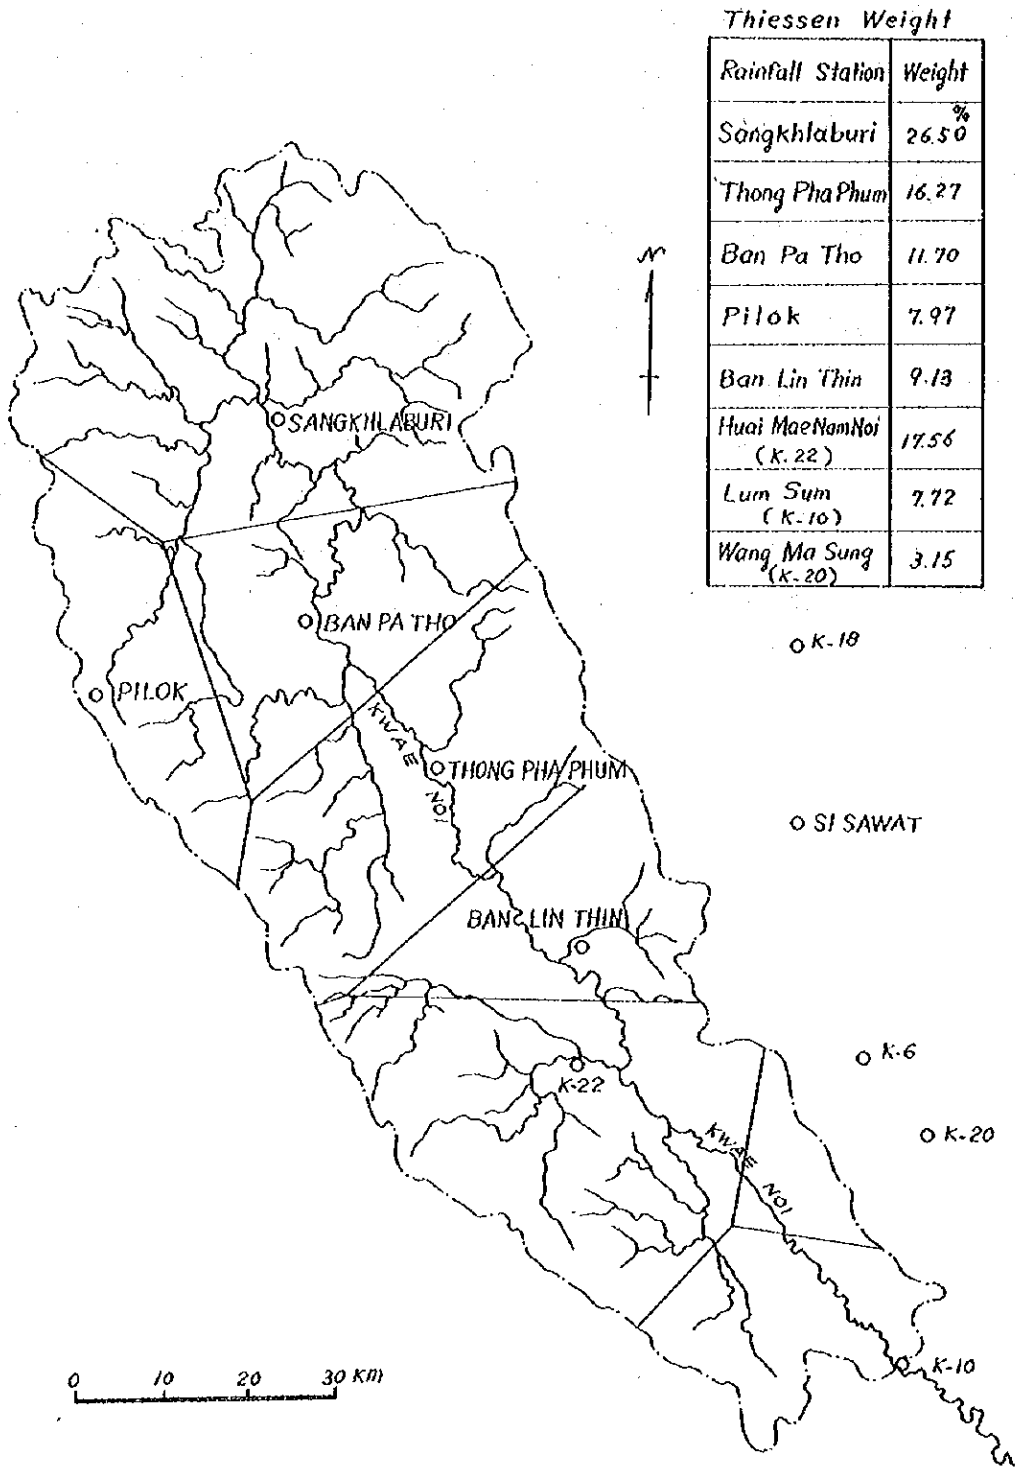 Thiessen Weight
Rainfall Station Weight
%
Sangkhlaburi 26.50
Thong Pha Phum 16.27
Ban Pa Tho 11.70
Pilok 7.97
Ban Lin Thin 9.13
Huai Mae Nam Noi
(K.22) 17.56
Lum Sum
(K-10) 7.72
Wang Ma Sung
(K-20) 3.15
N
SANGKHLABURI
BAN PA THO
K-18
PILOK
KWAE NOI
THONG PHA PHUM
SI SAWAT
BAN LIN THIN
K-6
K-22
K-20
KWAE NOI
K-10
0 10 20 30 KM